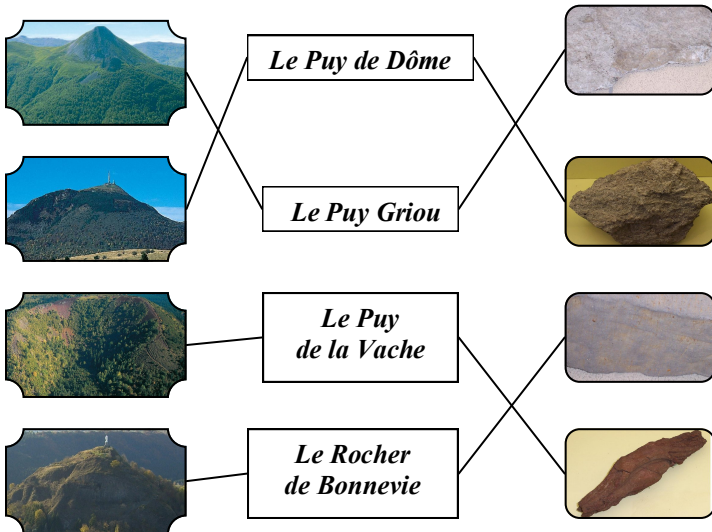 Le Puy de Dôme
Le Puy Griou
Le Puy
de la Vache
Le Rocher
de Bonnevie